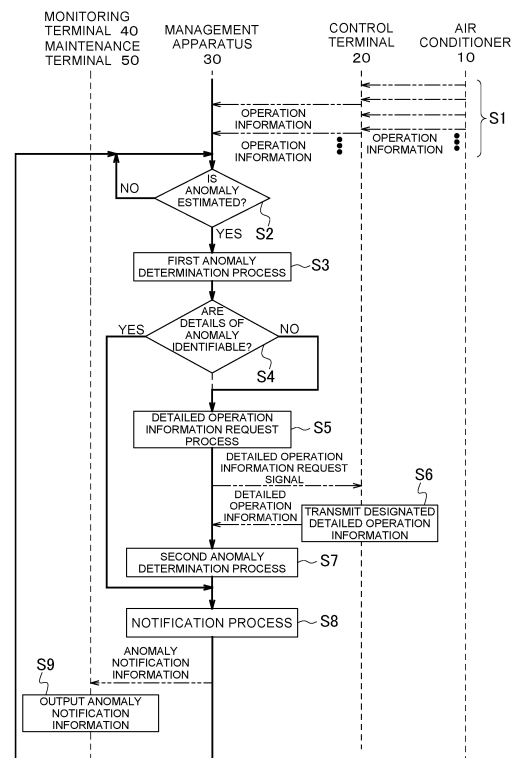 MONITORING
TERMINAL 40
MAINTENANCE
TERMINAL 50
MANAGEMENT
APPARATUS
30
CONTROL
TERMINAL
20
AIR
CONDITIONER
10
S1
OPERATION
INFORMATION
OPERATION
INFORMATION
OPERATION
INFORMATION
IS
ANOMALY
ESTIMATED?
NO
S2
YES
FIRST ANOMALY
DETERMINATION PROCESS
S3
ARE
DETAILS OF
ANOMALY
IDENTIFIABLE?
YES
NO
S4
DETAILED OPERATION
INFORMATION REQUEST
PROCESS
S5
DETAILED OPERATION
INFORMATION REQUEST
SIGNAL
S6
DETAILED
OPERATION
INFORMATION
TRANSMIT DESIGNATED
DETAILED OPERATION
INFORMATION
SECOND ANOMALY
DETERMINATION PROCESS
S7
NOTIFICATION PROCESS
S8
ANOMALY
NOTIFICATION
INFORMATION
S9
OUTPUT ANOMALY
NOTIFICATION
INFORMATION